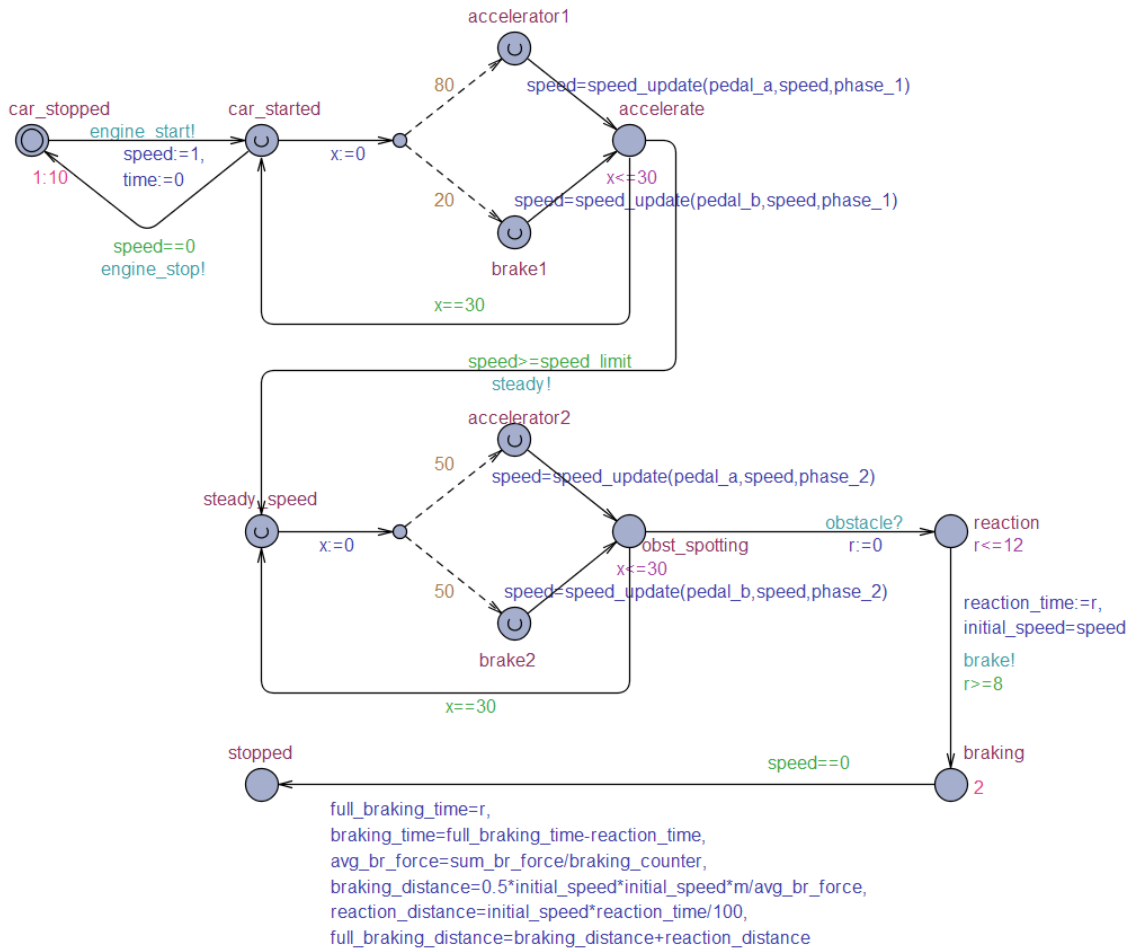 accelerator1
80
speed=speed_update(pedal_a,speed,phase_1)
car_stopped
car_started
accelerate
engine_start!
speed:=1,
time:=0
x:=0
1:10
x<=30
20
speed=speed_update(pedal_b,speed,phase_1)
speed==0
engine_stop!
brake1
x==30
speed>=speed_limit
steady!
accelerator2
50
speed=speed_update(pedal_a,speed,phase_2)
steady_speed
obstacle?
reaction
x:=0
obst_spotting
r:=0
r<=12
x<=30
50
speed=speed_update(pedal_b,speed,phase_2)
reaction_time:=r,
initial_speed=speed
brake2
brake!
r>=8
x==30
stopped
speed==0
braking
2
full_braking_time=r,
braking_time=full_braking_time-reaction_time,
avg_br_force=sum_br_force/braking_counter,
braking_distance=0.5*initial_speed*initial_speed*m/avg_br_force,
reaction_distance=initial_speed*reaction_time/100,
full_braking_distance=braking_distance+reaction_distance